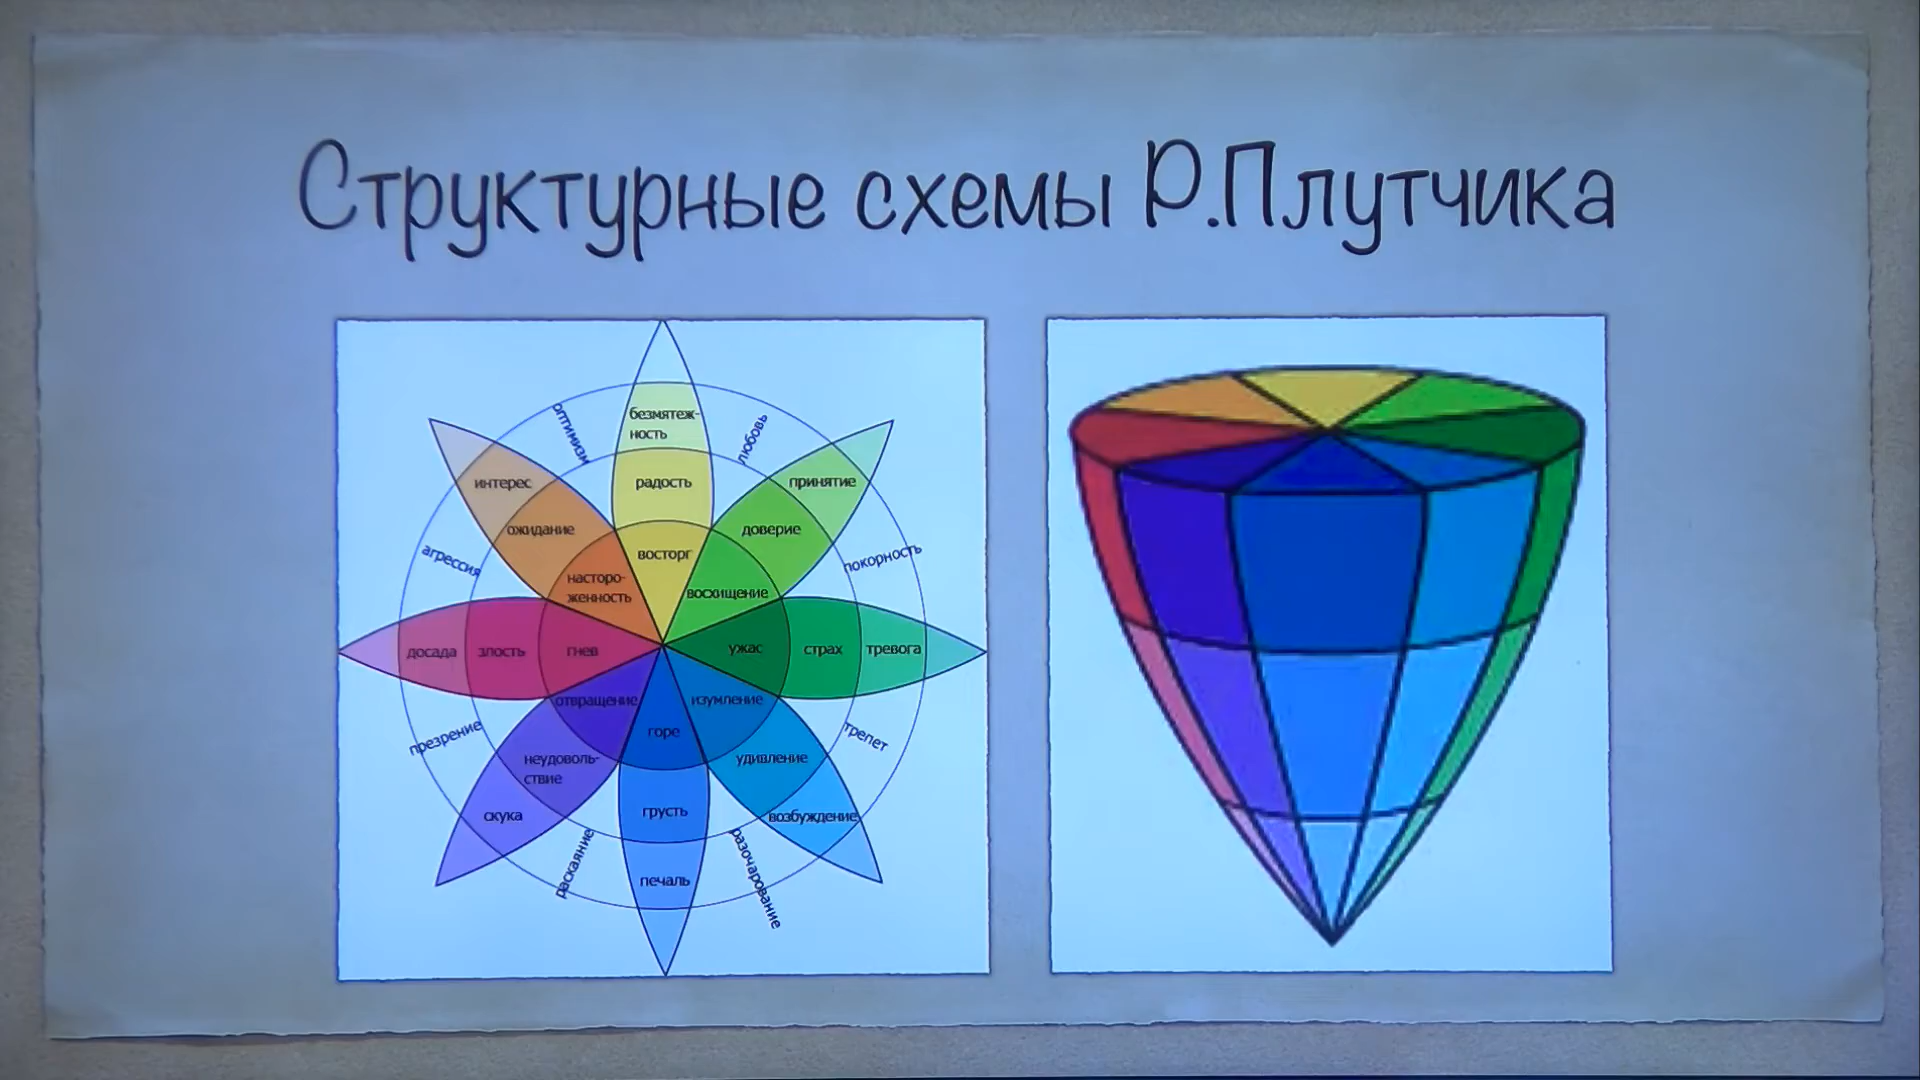 Структурные схемы Р.Плутчика
безмятеж-
ность
оптимизм
любовь
интерес
радость
принятие
ожидание
доверие
восторг
агрессия
покорность
насторо-
женность
восхищение
досада
злость
гнев
ужас
страх
тревога
отвращение
изумление
горе
презрение
трепет
неудоволь-
ствие
удивление
скука
грусть
возбуждение
раскаяние
разочарование
печаль